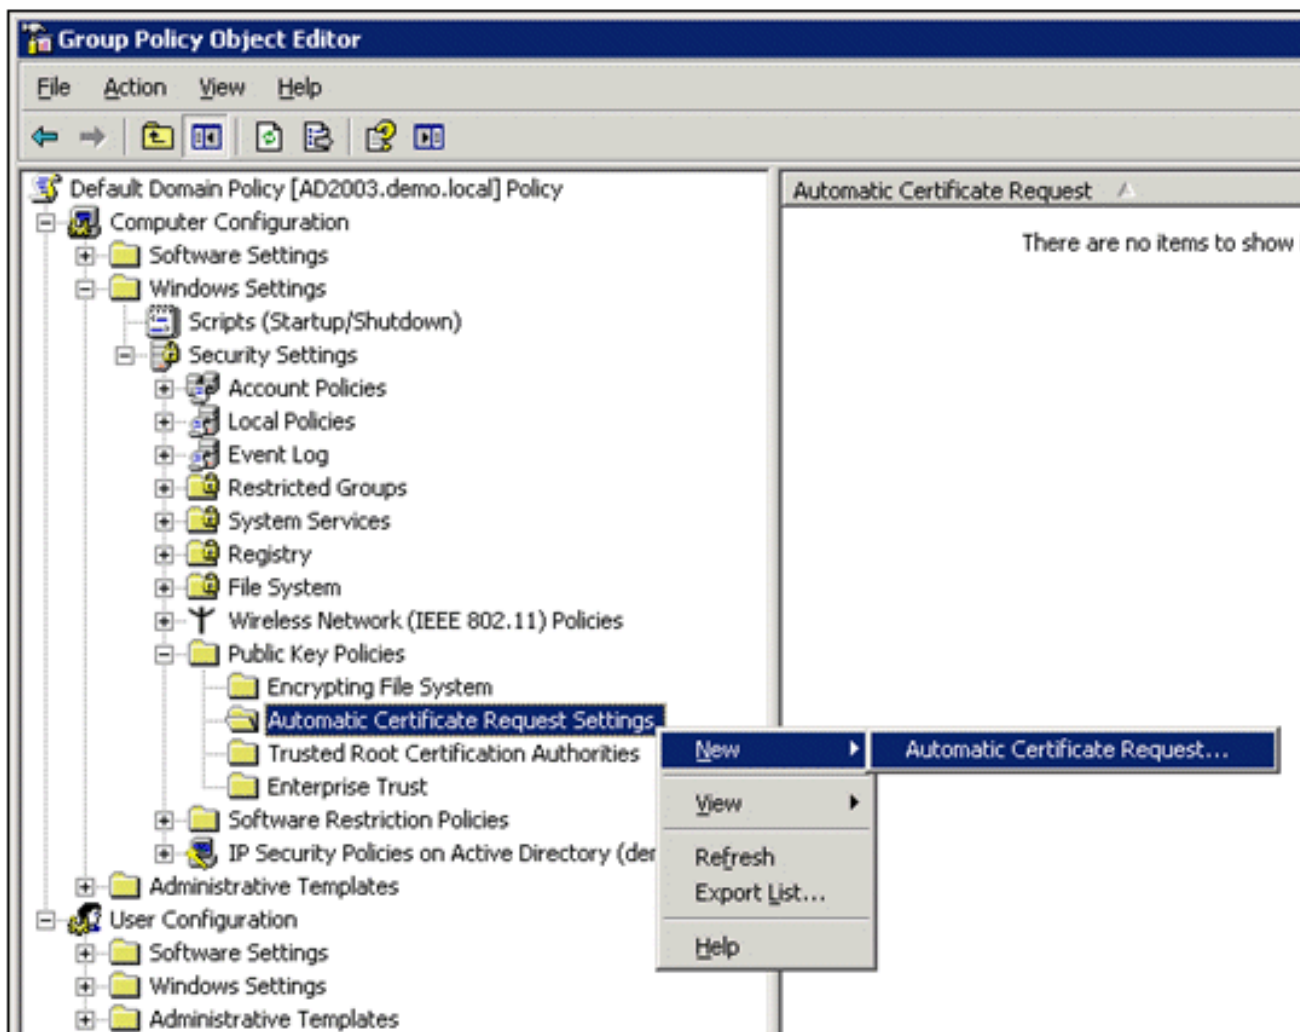 Group Policy Object Editor
File Action View Help
Default Domain Policy [AD2003.demo.local] Policy
Computer Configuration
Software Settings
Windows Settings
Scripts (Startup/Shutdown)
Security Settings
Account Policies
Local Policies
Event Log
Restricted Groups
System Services
Registry
File System
Wireless Network (IEEE 802.11) Policies
Public Key Policies
Encrypting File System
Automatic Certificate Request Settings
Trusted Root Certification Authorities
Enterprise Trust
Software Restriction Policies
IP Security Policies on Active Directory (der
Administrative Templates
User Configuration
Software Settings
Windows Settings
Administrative Templates
Automatic Certificate Request
There are no items to show
New
View
Refresh
Export List...
Help
Automatic Certificate Request...